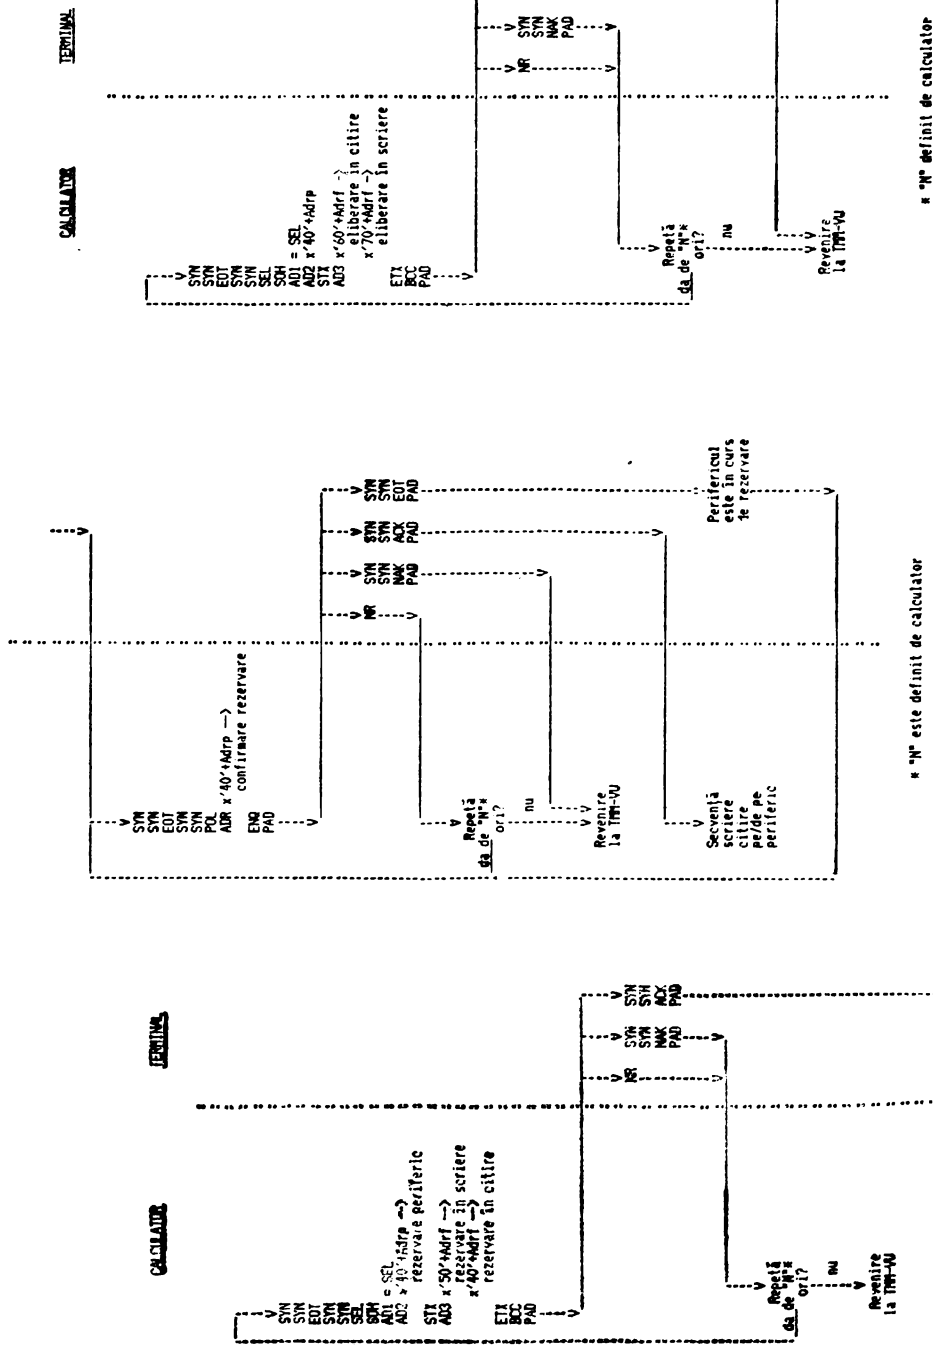 CALCULATOR
TERMINAL
SYN
SYN
EOT
SYN
SYN
SEL
SOH
AD1 = SEL
AD2 x'40'+Adrp -->
rezervare periferic
STX
AD3 x'50'+Adrf -->
rezervare in scriere
x'40'+Adrf -->
rezervare in citire
ETX
BCC
PAD
NR
SYN
SYN
NAK
PAD
SYN
SYN
ACK
PAD
Repetă
da de "N"*
ori?
nu
Revenire
la TMM-VU
SYN
SYN
EOT
SYN
SYN
POL
ADR x'40'+Adrp -->
confirmare rezervare
ENQ
PAD
NR
SYN
SYN
NAK
PAD
SYN
SYN
ACK
PAD
SYN
SYN
EOT
PAD
Repetă
da de "N"*
ori?
nu
Revenire
la TMM-VU
Secvență
scriere
citire
pe/de pe
periferic
Perifericul
este în curs
de rezervare
* "N" este definit de calculator
CALCULATOR
TERMINAL
SYN
SYN
EOT
SYN
SYN
SEL
SOH
AD1 = SEL
AD2 x'40'+Adrp
STX
AD3 x'60'+Adrf ->
eliberare in citire
x'70'+Adrf ->
eliberare în scriere
ETX
BCC
PAD
NR
SYN
SYN
NAK
PAD
Repetă
da de "N"*
ori?
nu
Revenire
la TMM-VU
* "N" definit de calculator